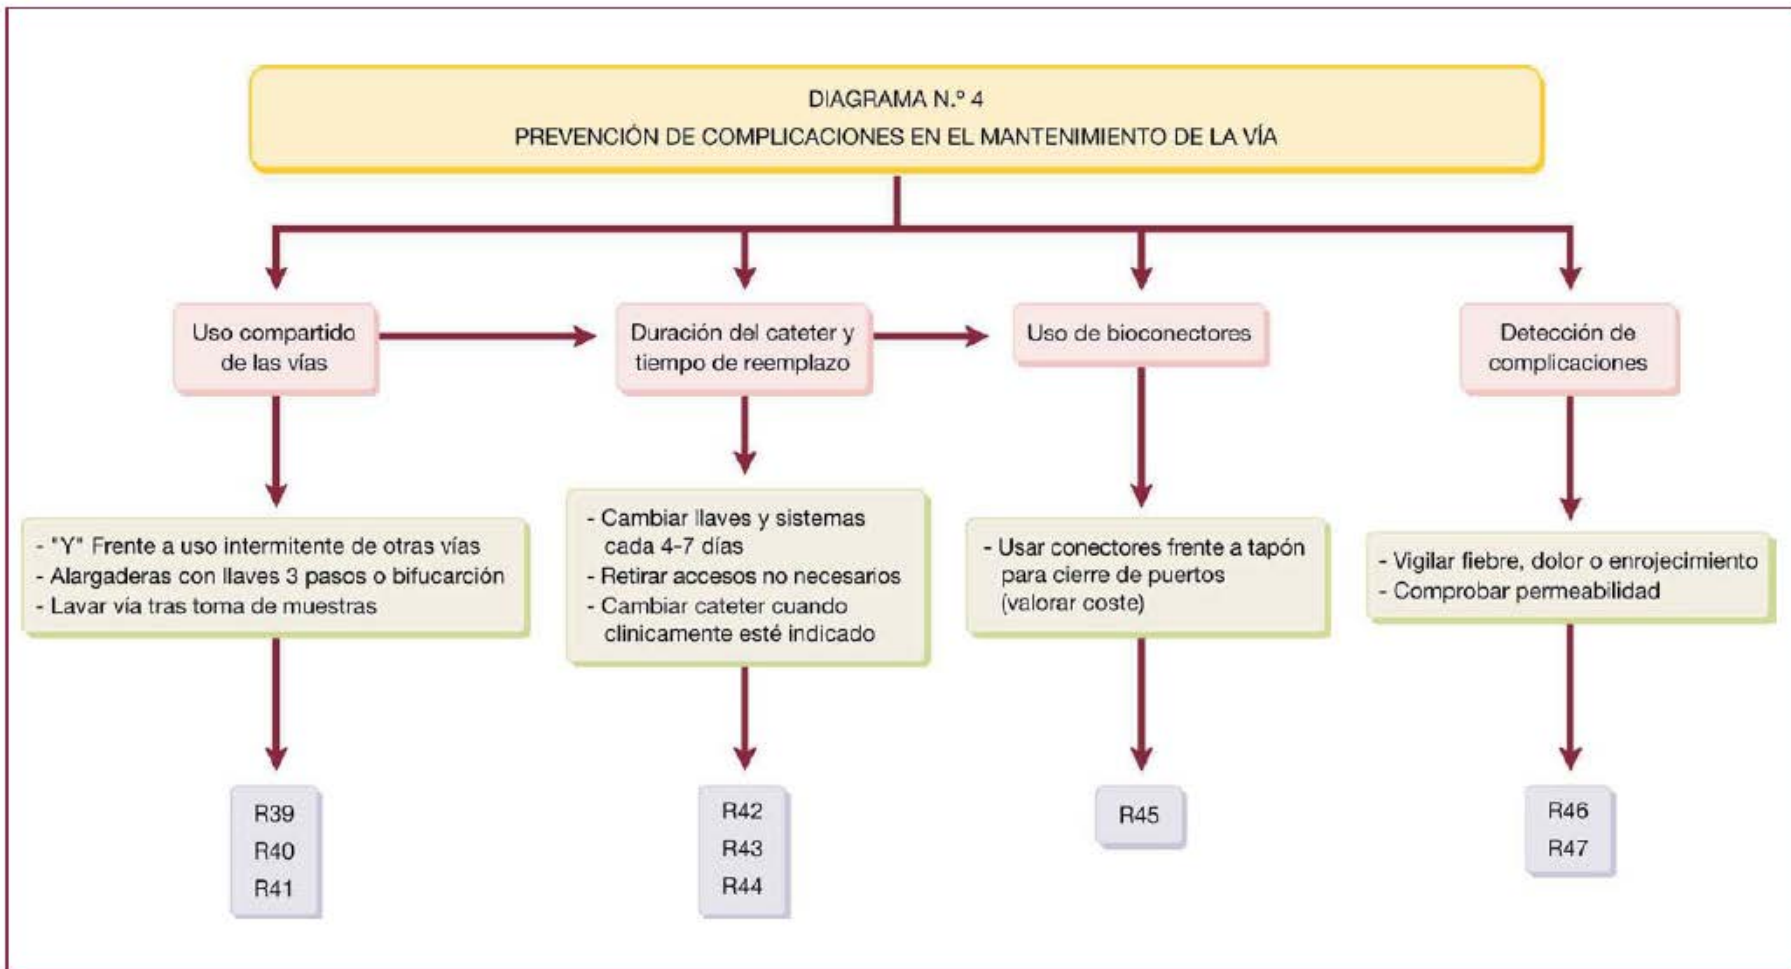 DIAGRAMA N.º 4
PREVENCIÓN DE COMPLICACIONES EN EL MANTENIMIENTO DE LA VÍA
Uso compartido
de las vías
Duración del cateter y
tiempo de reemplazo
Uso de bioconectores
Detección de
complicaciones
- "Y" Frente a uso intermitente de otras vías
- Alargaderas con llaves 3 pasos o bifucarción
- Lavar vía tras toma de muestras
- Cambiar llaves y sistemas
cada 4-7 días
- Retirar accesos no necesarios
- Cambiar cateter cuando
clinicamente esté indicado
- Usar conectores frente a tapón
para cierre de puertos
(valorar coste)
- Vigilar fiebre, dolor o enrojecimiento
- Comprobar permeabilidad
R39
R40
R41
R42
R43
R44
R45
R46
R47